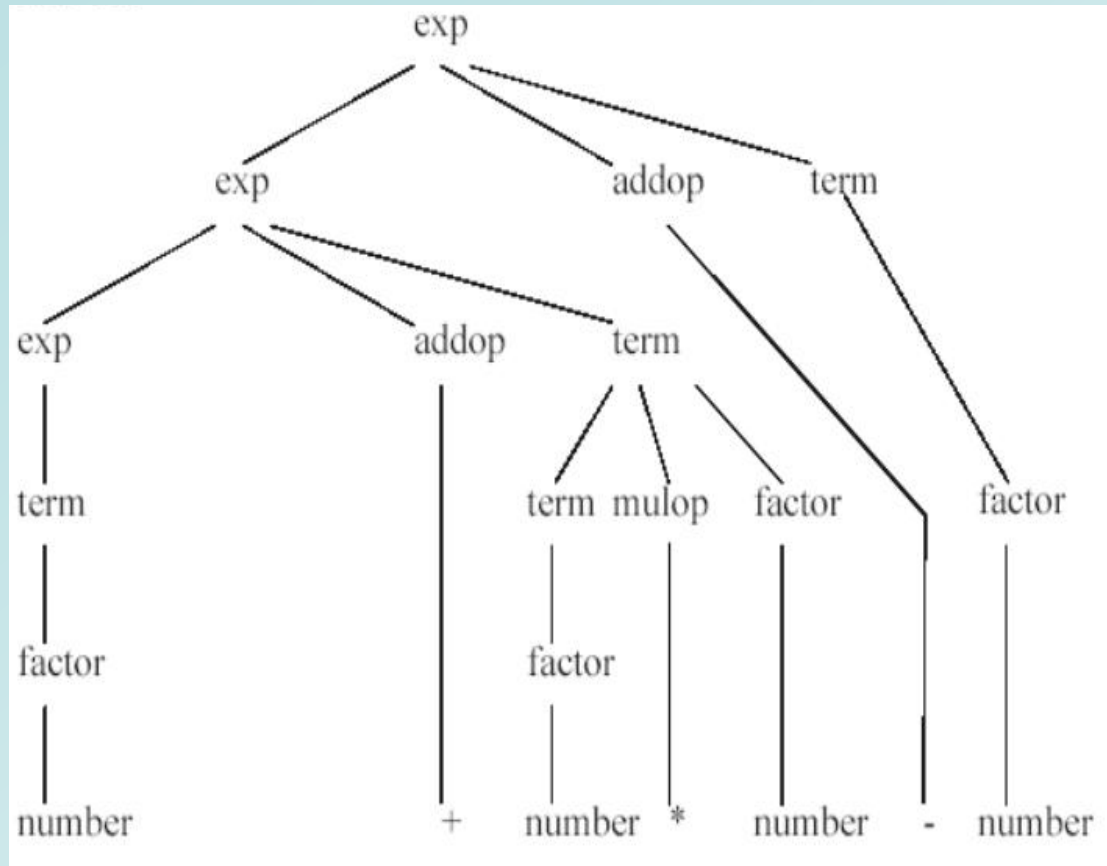 exp
exp addop term
exp addop term
term term mulop factor factor
factor factor
number + number * number - number